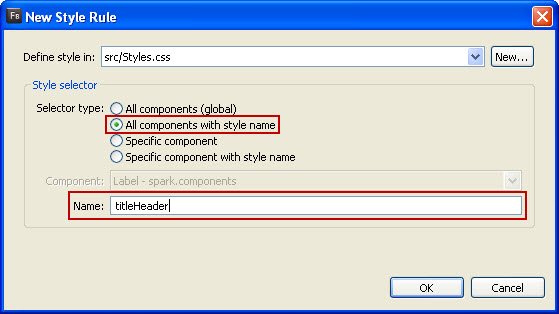 FB New Style Rule
Define style in: src/Styles.css New...
Style selector
Selector type: All components (global)
All components with style name
Specific component
Specific component with style name
Component: Label - spark.components
Name: titleHeader
OK Cancel